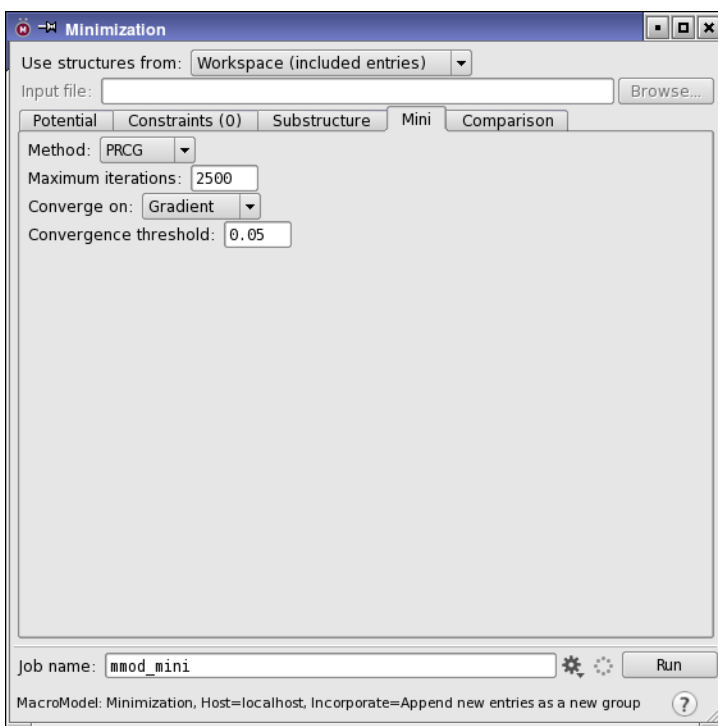 Minimization
Use structures from: Workspace (included entries)
Input file: Browse...
Potential Constraints (0) Substructure Mini Comparison
Method: PRCG
Maximum iterations: 2500
Converge on: Gradient
Convergence threshold: 0.05
Job name: mmod_mini Run
MacroModel: Minimization, Host=localhost, Incorporate=Append new entries as a new group ?